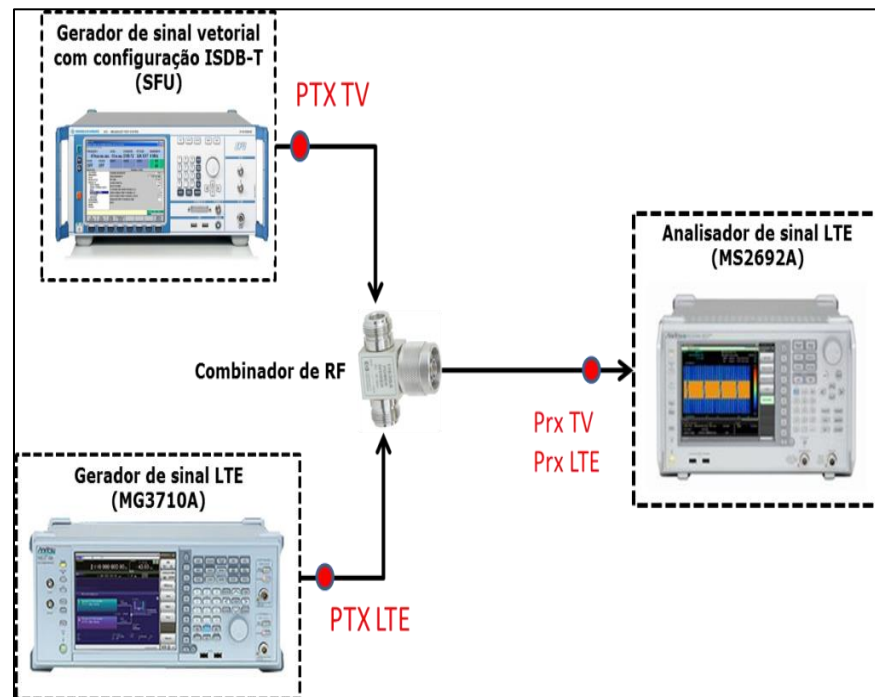 Gerador de sinal vetorial
com configuração ISDB-T
(SFU)
PTX TV
Analisador de sinal LTE
(MS2692A)
Combinador de RF
Prx TV
Prx LTE
Gerador de sinal LTE
(MG3710A)
PTX LTE